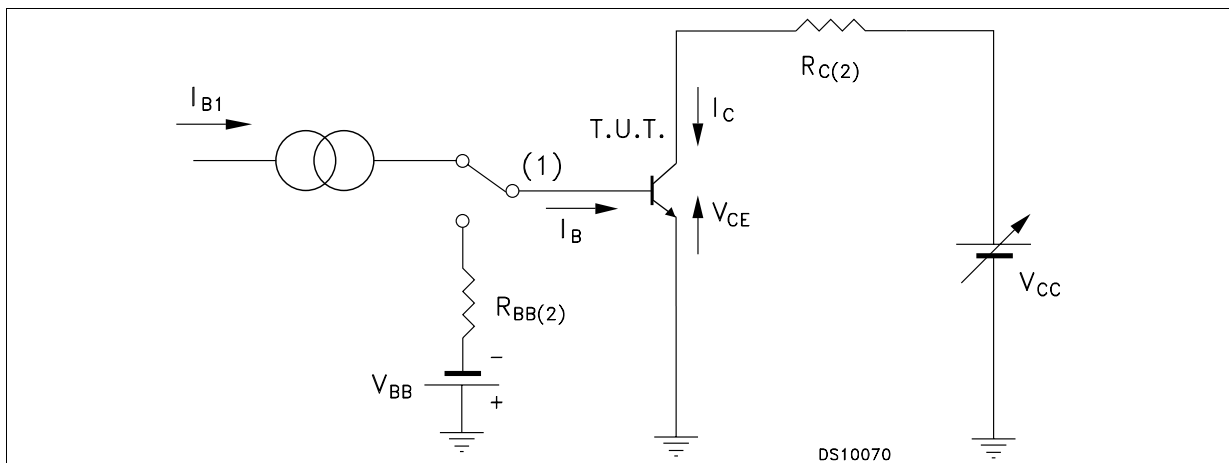 R_C(2)
I_B1
I_C
T.U.T.
(1)
V_CE
I_B
V_CC
R_BB(2)
−
V_BB
+
DS10070